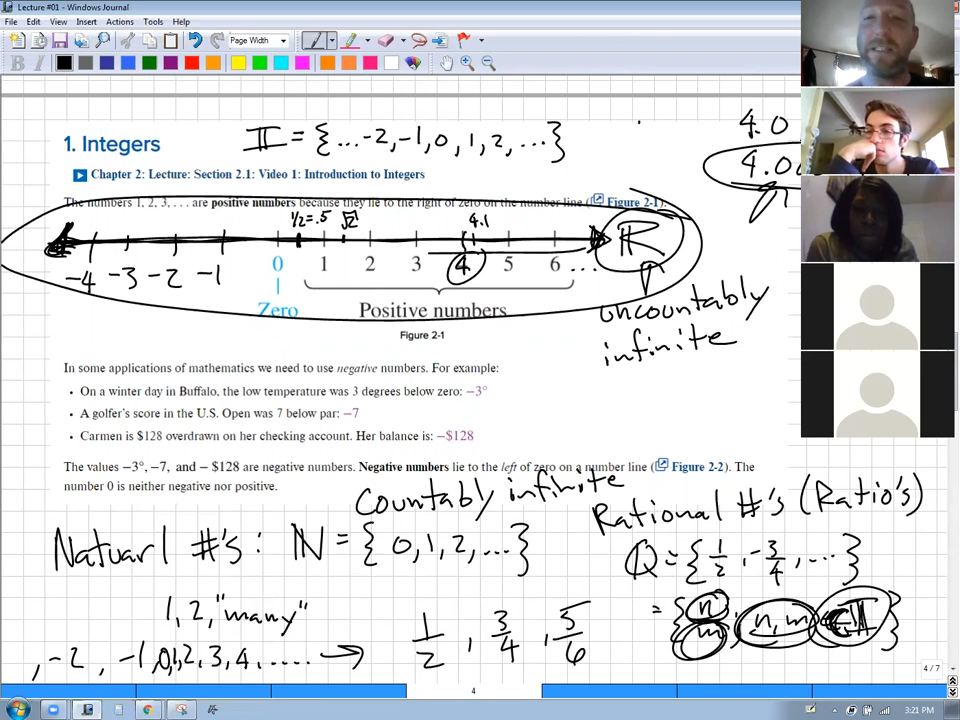 Lecture #01 - Windows Journal
File Edit View Insert Actions Tools Help
Page Width
B I
1. Integers
𝕀 = {...-2, -1, 0, 1, 2, ...}
4.0
Chapter 2: Lecture: Section 2.1: Video 1: Introduction to Integers
The numbers 1, 2, 3, . . . are positive numbers because they lie to the right of zero on the number line ( Figure 2-1).
1/2 = .5 √2 4.1
ℝ
-4 -3 -2 -1 0 1 2 3 4 5 6 ...
Zero Positive numbers
Figure 2-1
uncountably
infinite
In some applications of mathematics we need to use negative numbers. For example:
• On a winter day in Buffalo, the low temperature was 3 degrees below zero: −3°
• A golfer's score in the U.S. Open was 7 below par: −7
• Carmen is $128 overdrawn on her checking account. Her balance is: −$128
The values −3°, −7, and − $128 are negative numbers. Negative numbers lie to the left of zero on a number line ( Figure 2-2). The
number 0 is neither negative nor positive.
Countably infinite
Rational #'s (Ratio's)
Natuarl #'s: ℕ = { 0, 1, 2, ... }
ℚ = { 1/2, -3/4, ... }
1, 2, "many"
= { n/m, n, m ∈ 𝕀 }
, -2, -1, 0, 1, 2, 3, 4, ..... →
1/2, 3/4, 5/6
4 / 7
4
3:21 PM